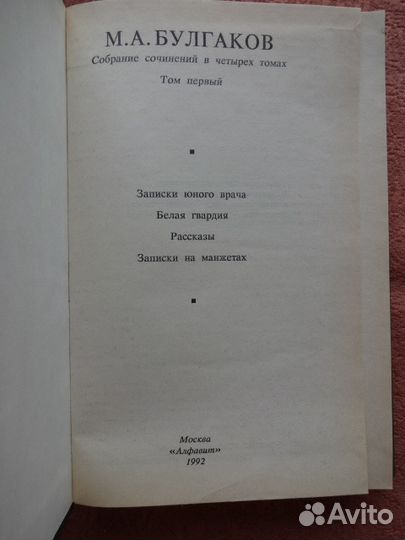 М.А.БУЛГАКОВ
Собрание сочинений в четырех томах
Том первый
Записки юного врача
Белая гвардия
Рассказы
Записки на манжетах
Москва
«Алфавит»
1992
Avito